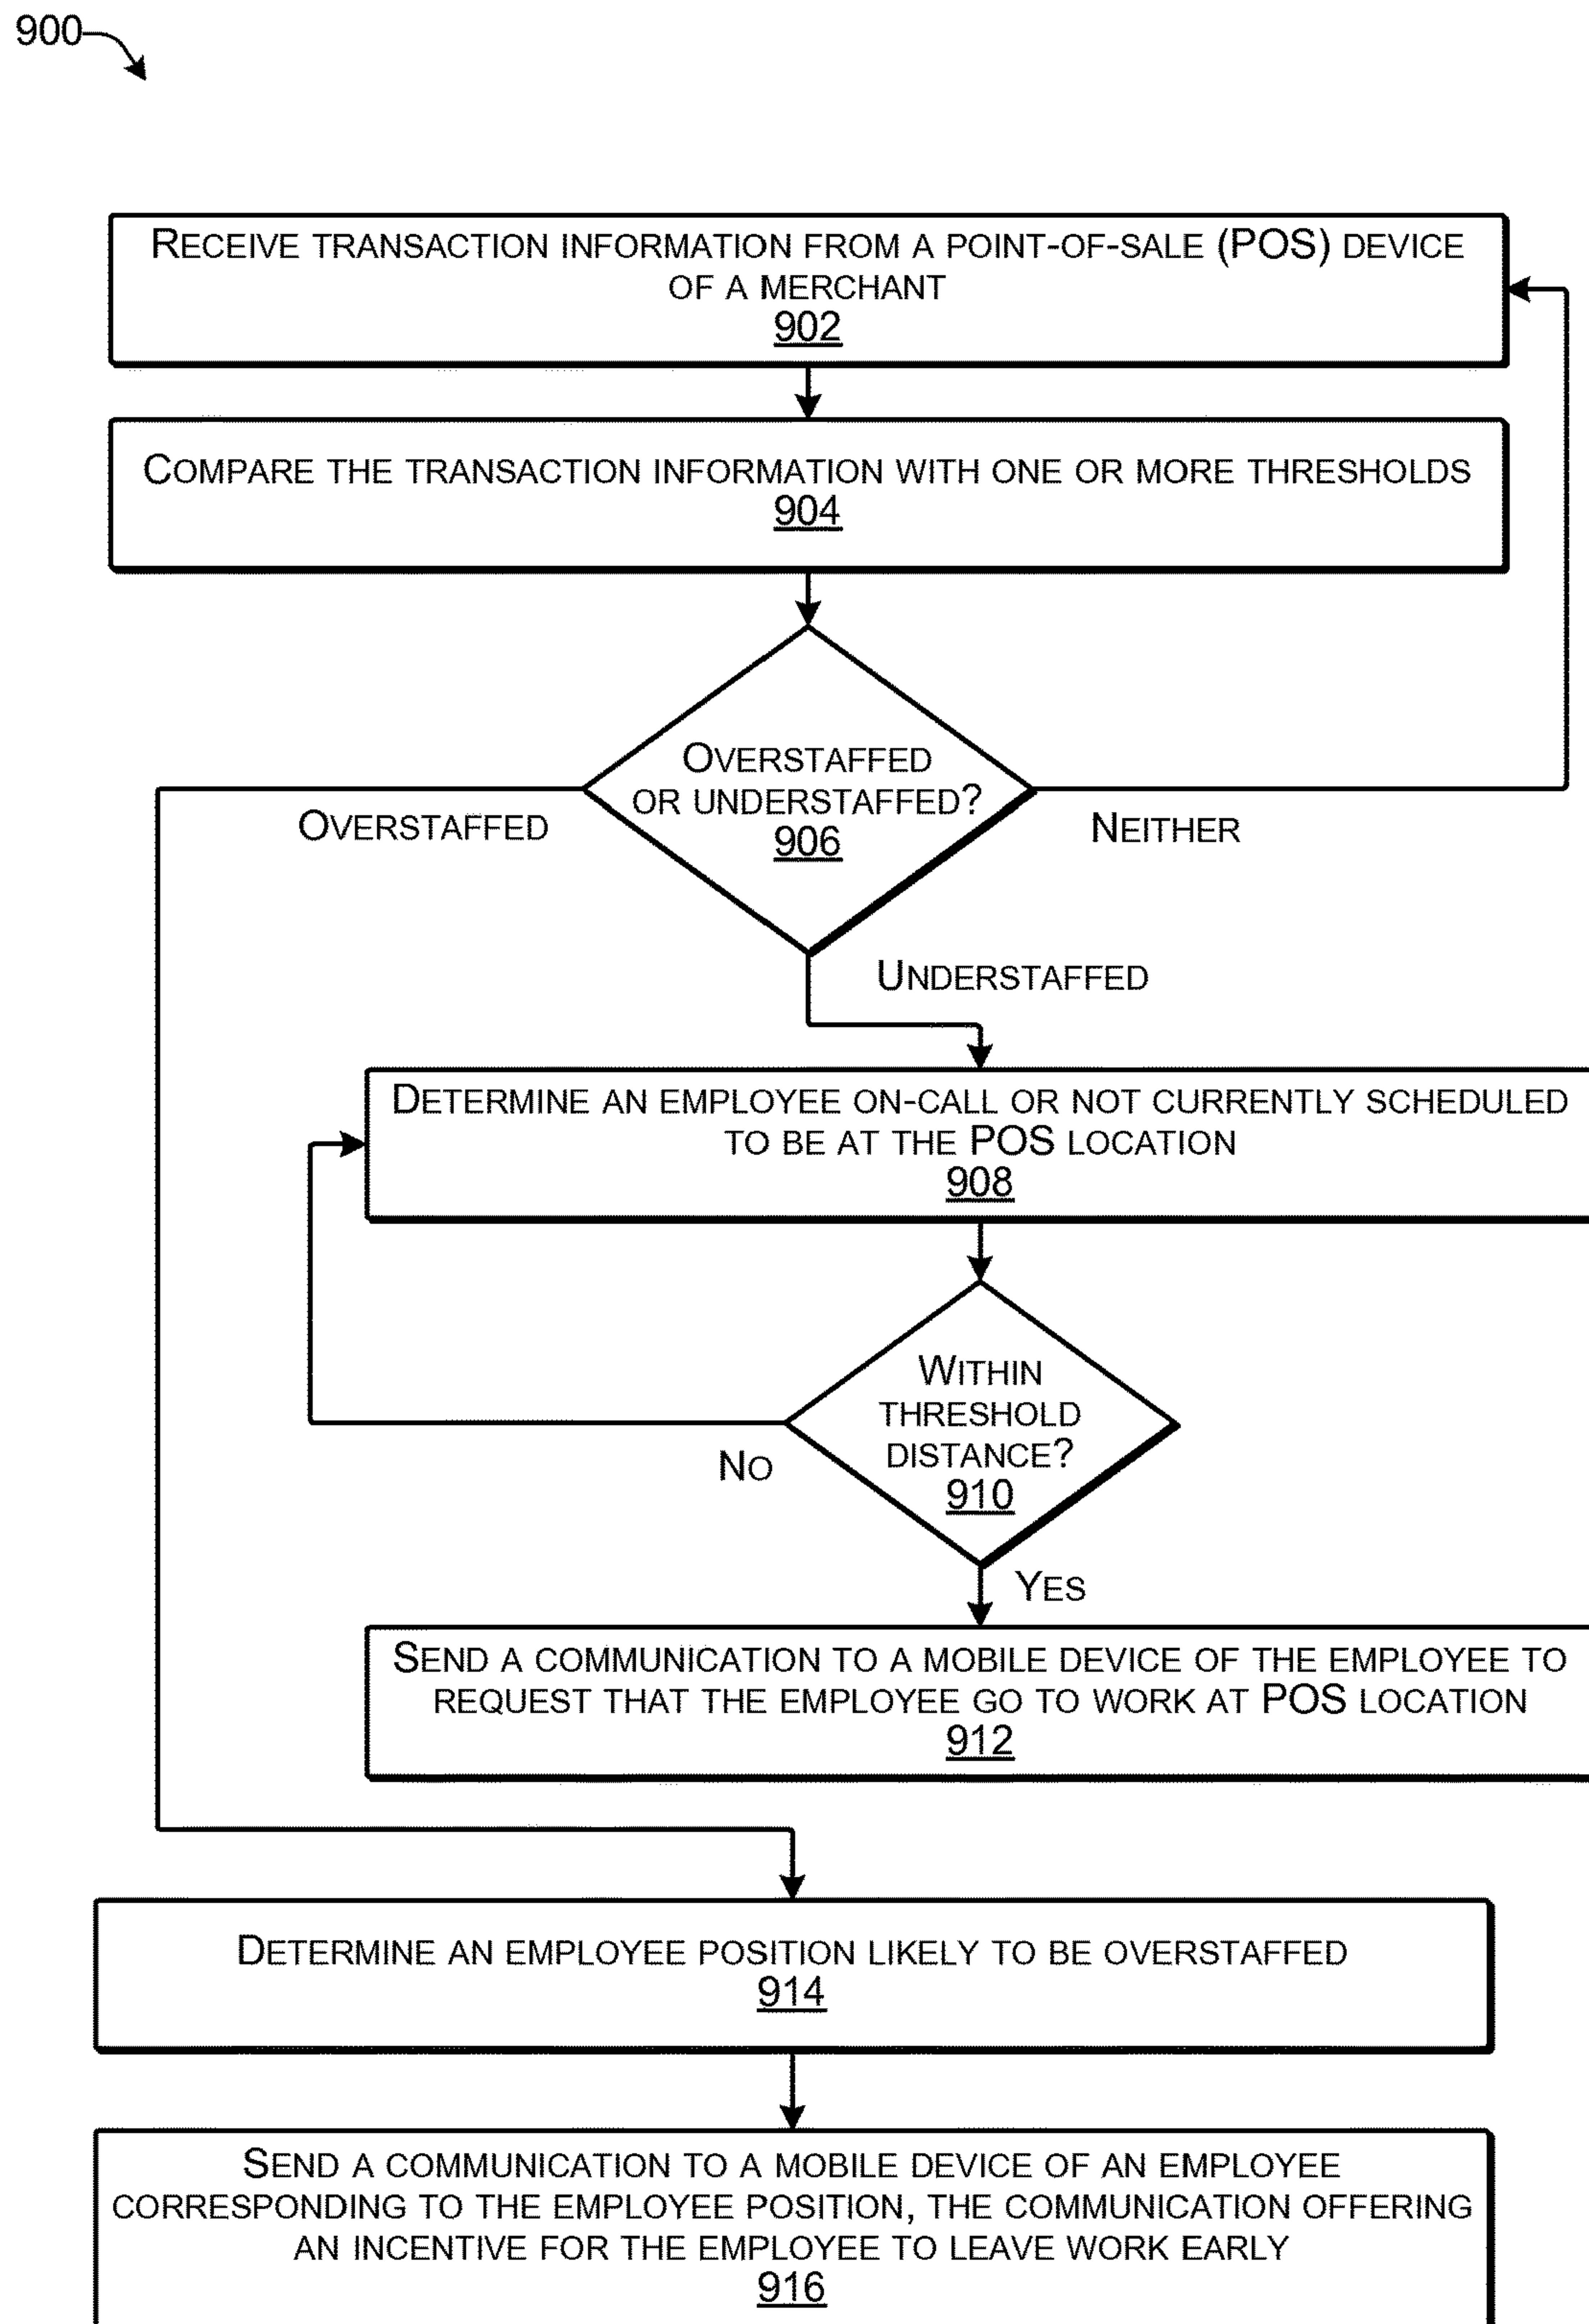 900
RECEIVE TRANSACTION INFORMATION FROM A POINT-OF-SALE (POS) DEVICE
OF A MERCHANT
902
COMPARE THE TRANSACTION INFORMATION WITH ONE OR MORE THRESHOLDS
904
OVERSTAFFED
OR UNDERSTAFFED?
906
OVERSTAFFED
NEITHER
UNDERSTAFFED
DETERMINE AN EMPLOYEE ON-CALL OR NOT CURRENTLY SCHEDULED
TO BE AT THE POS LOCATION
908
WITHIN
THRESHOLD
DISTANCE?
910
NO
YES
SEND A COMMUNICATION TO A MOBILE DEVICE OF THE EMPLOYEE TO
REQUEST THAT THE EMPLOYEE GO TO WORK AT POS LOCATION
912
DETERMINE AN EMPLOYEE POSITION LIKELY TO BE OVERSTAFFED
914
SEND A COMMUNICATION TO A MOBILE DEVICE OF AN EMPLOYEE
CORRESPONDING TO THE EMPLOYEE POSITION, THE COMMUNICATION OFFERING
AN INCENTIVE FOR THE EMPLOYEE TO LEAVE WORK EARLY
916